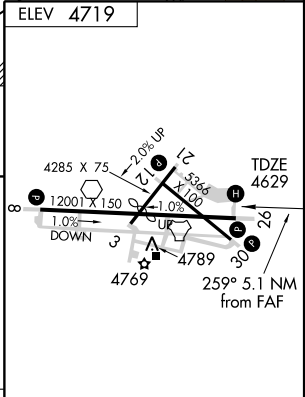 ELEV 4719
2.0% UP
P
12
21
4285 X 75
5366 X 100
TDZE
4629
P
H
8
12001 X 150
1.0%
UP
26
1.0%
DOWN
3
P
30
P
4789
4769
259° 5.1 NM
from FAF